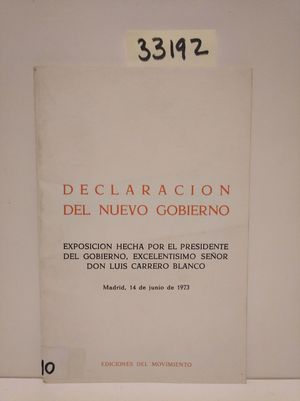 33192
DECLARACION
DEL NUEVO GOBIERNO
EXPOSICION HECHA POR EL PRESIDENTE
DEL GOBIERNO, EXCELENTISIMO SEÑOR
DON LUIS CARRERO BLANCO
Madrid, 14 de junio de 1973
10
EDICIONES DEL MOVIMIENTO